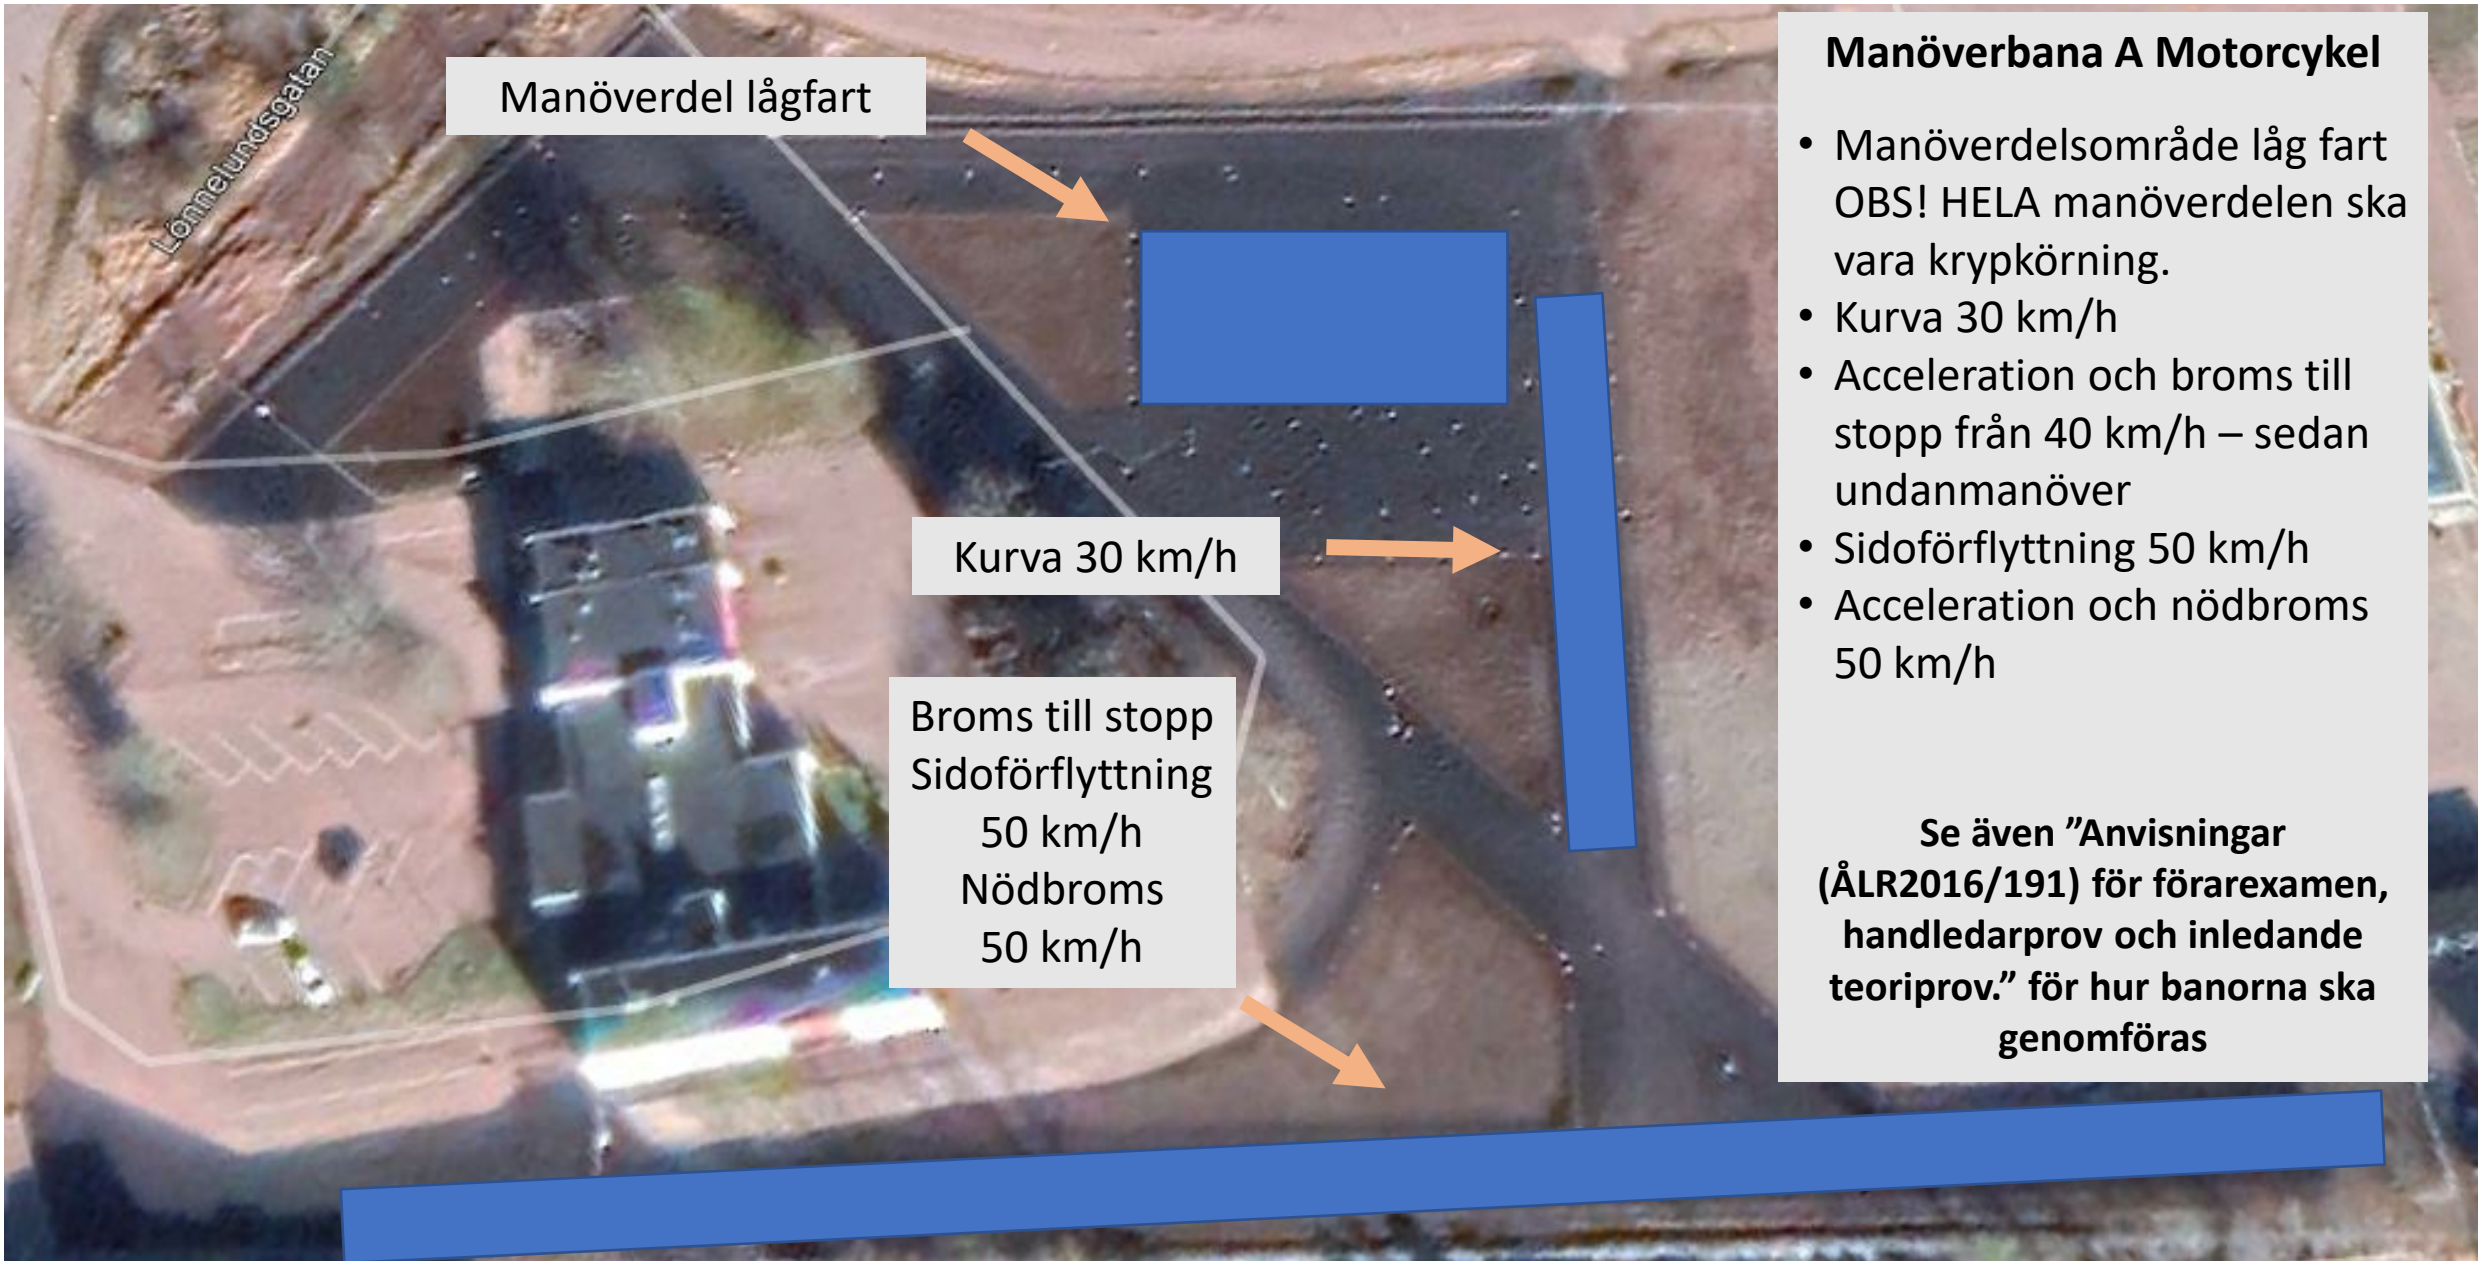 Lönnelundsgatan
Manöverdel lågfart
Kurva 30 km/h
Broms till stopp
Sidoförflyttning
50 km/h
Nödbroms
50 km/h
Manöverbana A Motorcykel
• Manöverdelsområde låg fart
OBS! HELA manöverdelen ska
vara krypkörning.
• Kurva 30 km/h
• Acceleration och broms till
stopp från 40 km/h – sedan
undanmanöver
• Sidoförflyttning 50 km/h
• Acceleration och nödbroms
50 km/h
Se även ”Anvisningar
(ÅLR2016/191) för förarexamen,
handledarprov och inledande
teoriprov.” för hur banorna ska
genomföras